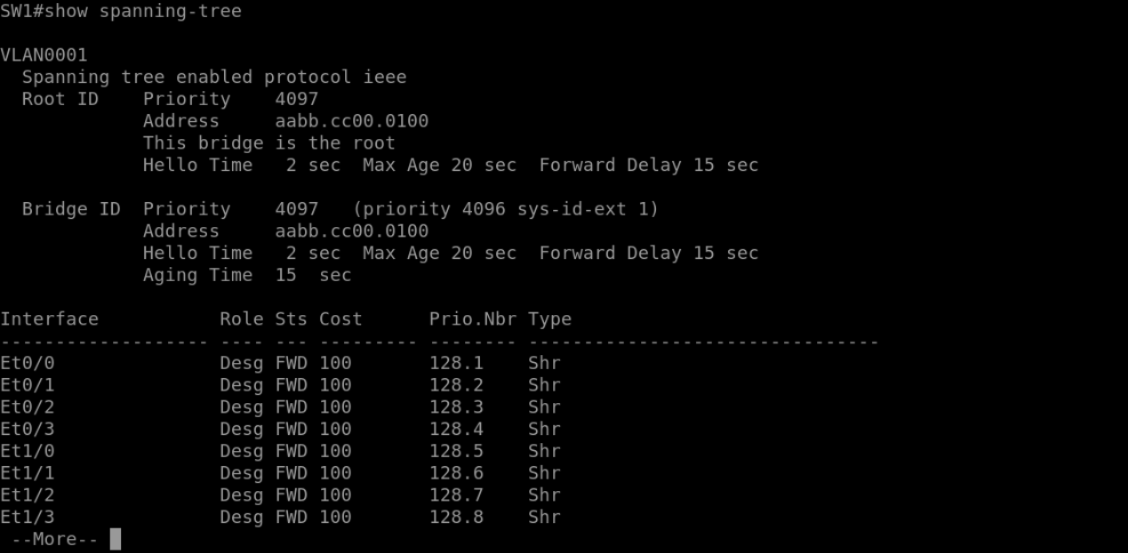 SW1#show spanning-tree

VLAN0001
  Spanning tree enabled protocol ieee
  Root ID    Priority    4097
             Address     aabb.cc00.0100
             This bridge is the root
             Hello Time   2 sec  Max Age 20 sec  Forward Delay 15 sec

  Bridge ID  Priority    4097   (priority 4096 sys-id-ext 1)
             Address     aabb.cc00.0100
             Hello Time   2 sec  Max Age 20 sec  Forward Delay 15 sec
             Aging Time  15  sec

Interface           Role Sts Cost      Prio.Nbr Type
------------------- ---- --- --------- -------- --------------------------------
Et0/0               Desg FWD 100       128.1    Shr
Et0/1               Desg FWD 100       128.2    Shr
Et0/2               Desg FWD 100       128.3    Shr
Et0/3               Desg FWD 100       128.4    Shr
Et1/0               Desg FWD 100       128.5    Shr
Et1/1               Desg FWD 100       128.6    Shr
Et1/2               Desg FWD 100       128.7    Shr
Et1/3               Desg FWD 100       128.8    Shr
 --More--